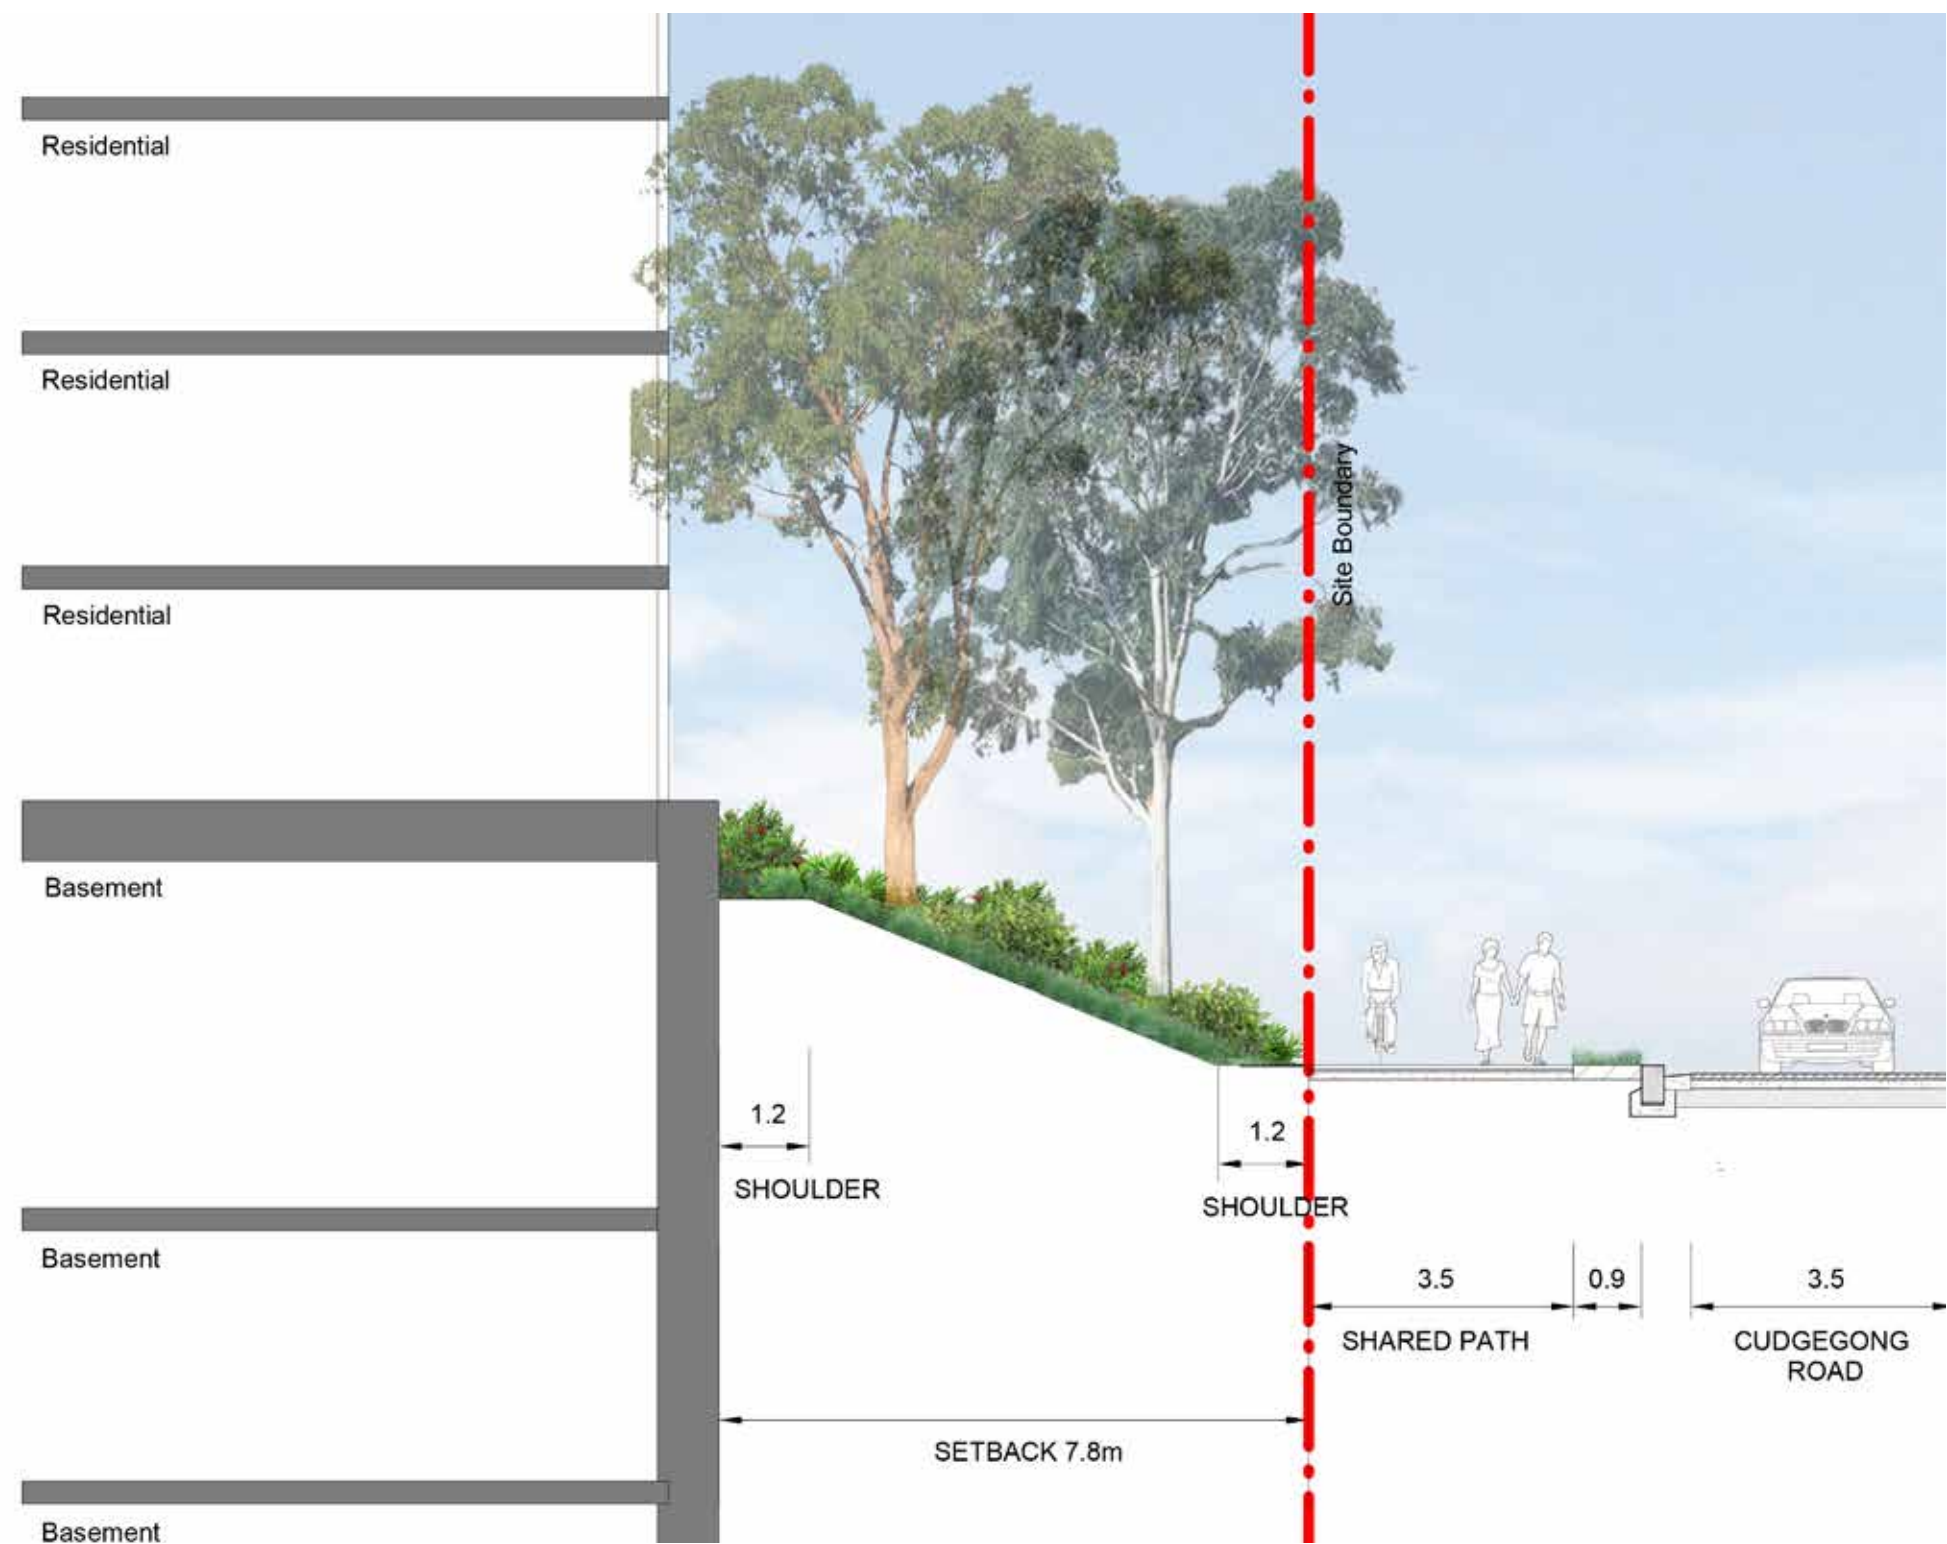 Residential
Residential
Site Boundary
Residential
Basement
1.2
SHOULDER
1.2
SHOULDER
Basement
3.5
SHARED PATH
0.9
3.5
CUDGEGONG
ROAD
SETBACK 7.8m
Basement